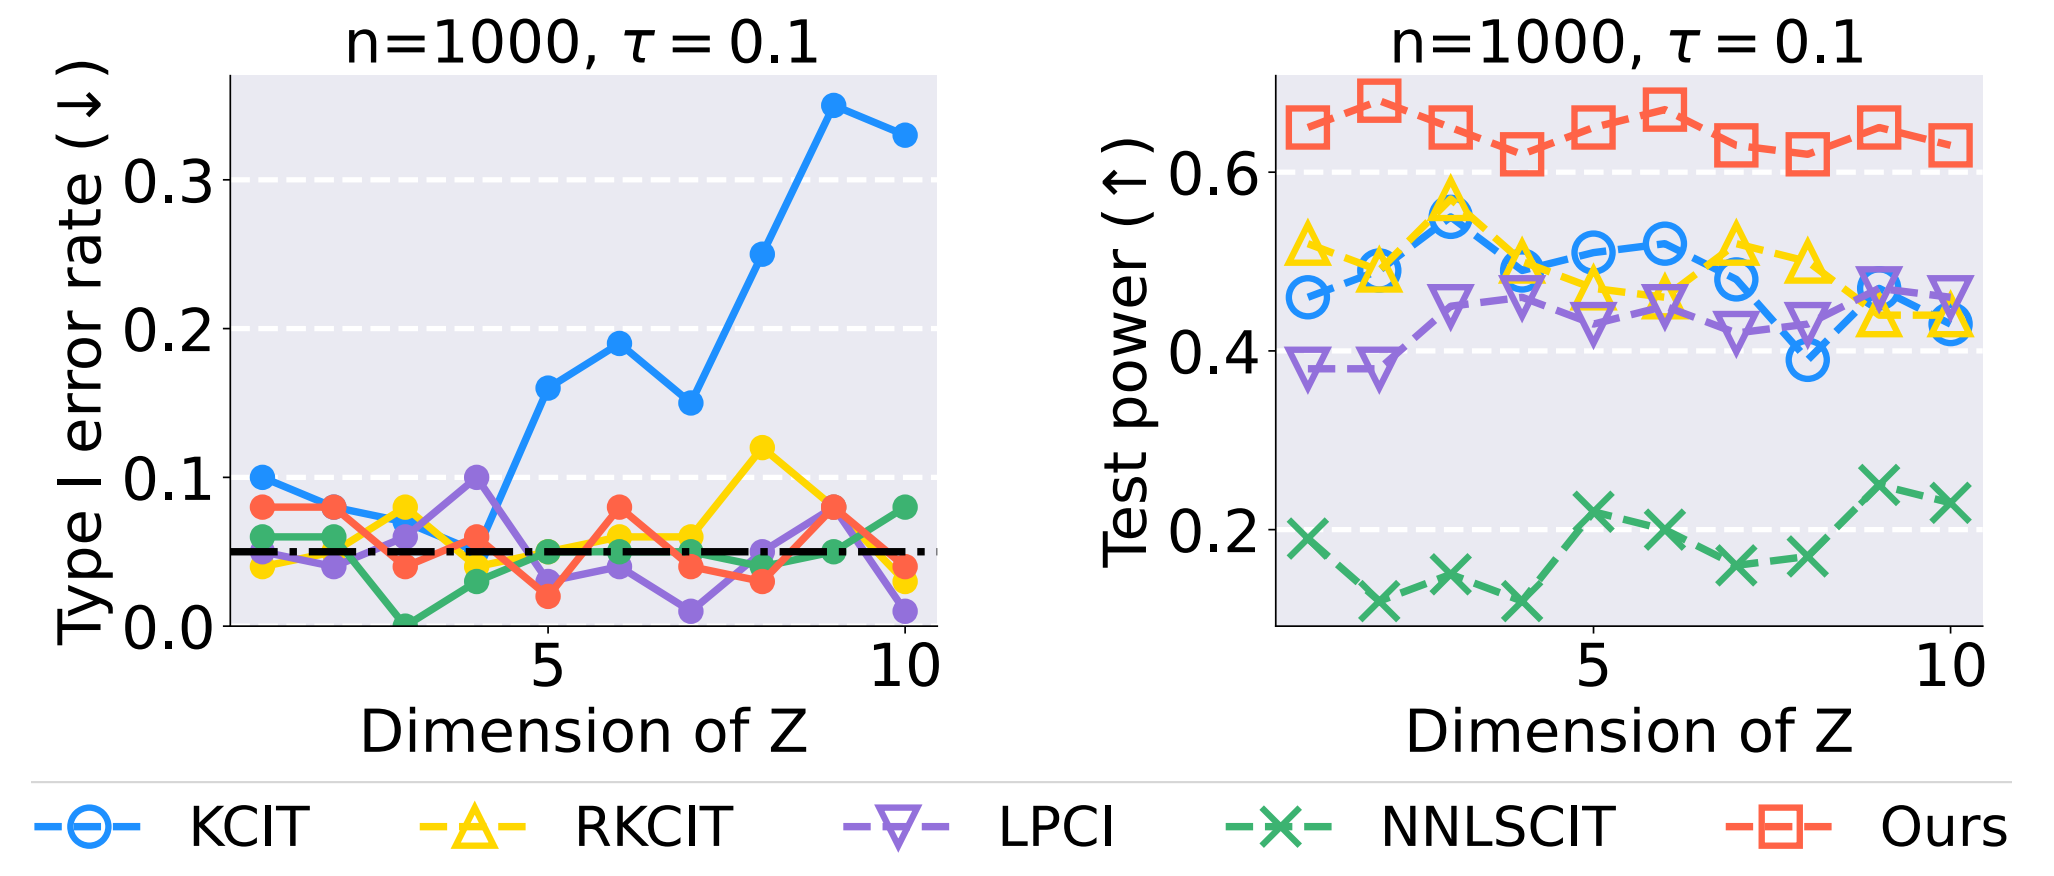 n=1000, τ = 0.1
Type I error rate (↓)
0.3
0.2
0.1
0.0
5
10
Dimension of Z
n=1000, τ = 0.1
Test power (↑)
0.6
0.4
0.2
5
10
Dimension of Z
KCIT
RKCIT
LPCI
NNLSCIT
Ours